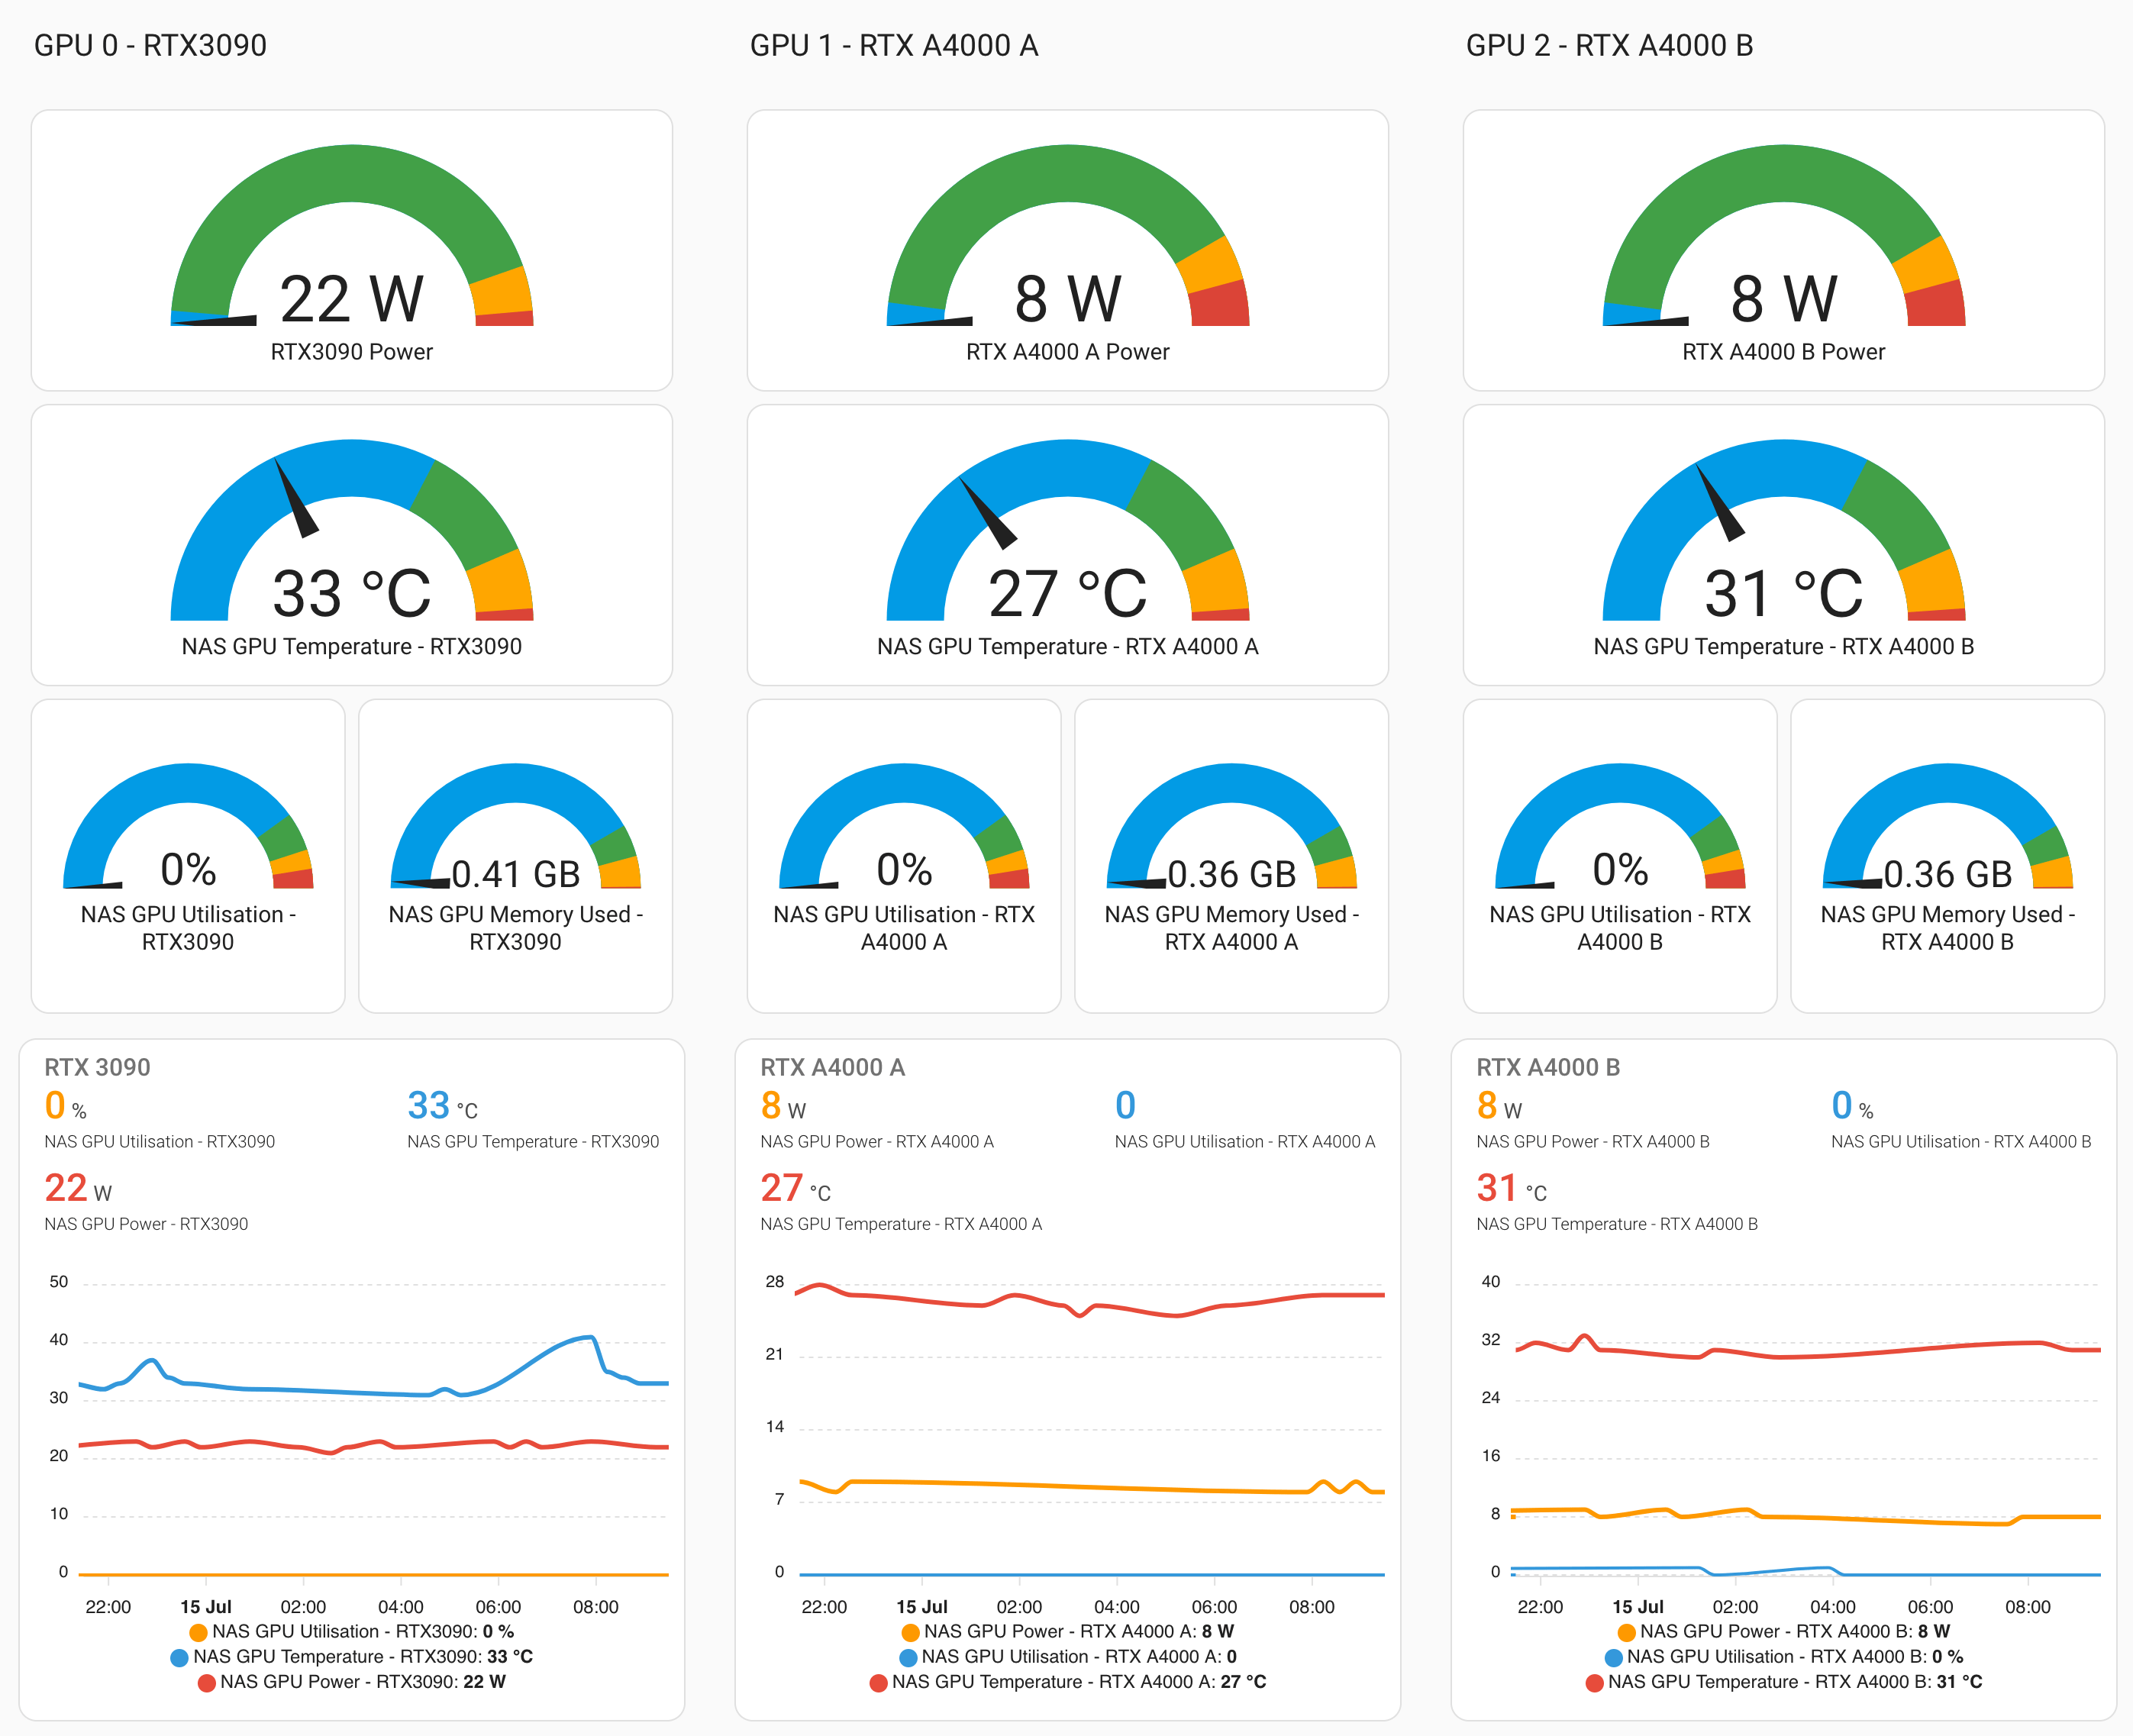 GPU 0 - RTX3090
22 W
RTX3090 Power
33 °C
NAS GPU Temperature - RTX3090
0%
NAS GPU Utilisation -
RTX3090
0.41 GB
NAS GPU Memory Used -
RTX3090
RTX 3090
0 %
NAS GPU Utilisation - RTX3090
33 °C
NAS GPU Temperature - RTX3090
22 W
NAS GPU Power - RTX3090
50
40
30
20
10
0
22:00 15 Jul 02:00 04:00 06:00 08:00
NAS GPU Utilisation - RTX3090: 0 %
NAS GPU Temperature - RTX3090: 33 °C
NAS GPU Power - RTX3090: 22 W
GPU 1 - RTX A4000 A
8 W
RTX A4000 A Power
27 °C
NAS GPU Temperature - RTX A4000 A
0%
NAS GPU Utilisation - RTX
A4000 A
0.36 GB
NAS GPU Memory Used -
RTX A4000 A
RTX A4000 A
8 W
NAS GPU Power - RTX A4000 A
0
NAS GPU Utilisation - RTX A4000 A
27 °C
NAS GPU Temperature - RTX A4000 A
28
21
14
7
0
22:00 15 Jul 02:00 04:00 06:00 08:00
NAS GPU Power - RTX A4000 A: 8 W
NAS GPU Utilisation - RTX A4000 A: 0
NAS GPU Temperature - RTX A4000 A: 27 °C
GPU 2 - RTX A4000 B
8 W
RTX A4000 B Power
31 °C
NAS GPU Temperature - RTX A4000 B
0%
NAS GPU Utilisation - RTX
A4000 B
0.36 GB
NAS GPU Memory Used -
RTX A4000 B
RTX A4000 B
8 W
NAS GPU Power - RTX A4000 B
0 %
NAS GPU Utilisation - RTX A4000 B
31 °C
NAS GPU Temperature - RTX A4000 B
40
32
24
16
8
0
22:00 15 Jul 02:00 04:00 06:00 08:00
NAS GPU Power - RTX A4000 B: 8 W
NAS GPU Utilisation - RTX A4000 B: 0 %
NAS GPU Temperature - RTX A4000 B: 31 °C